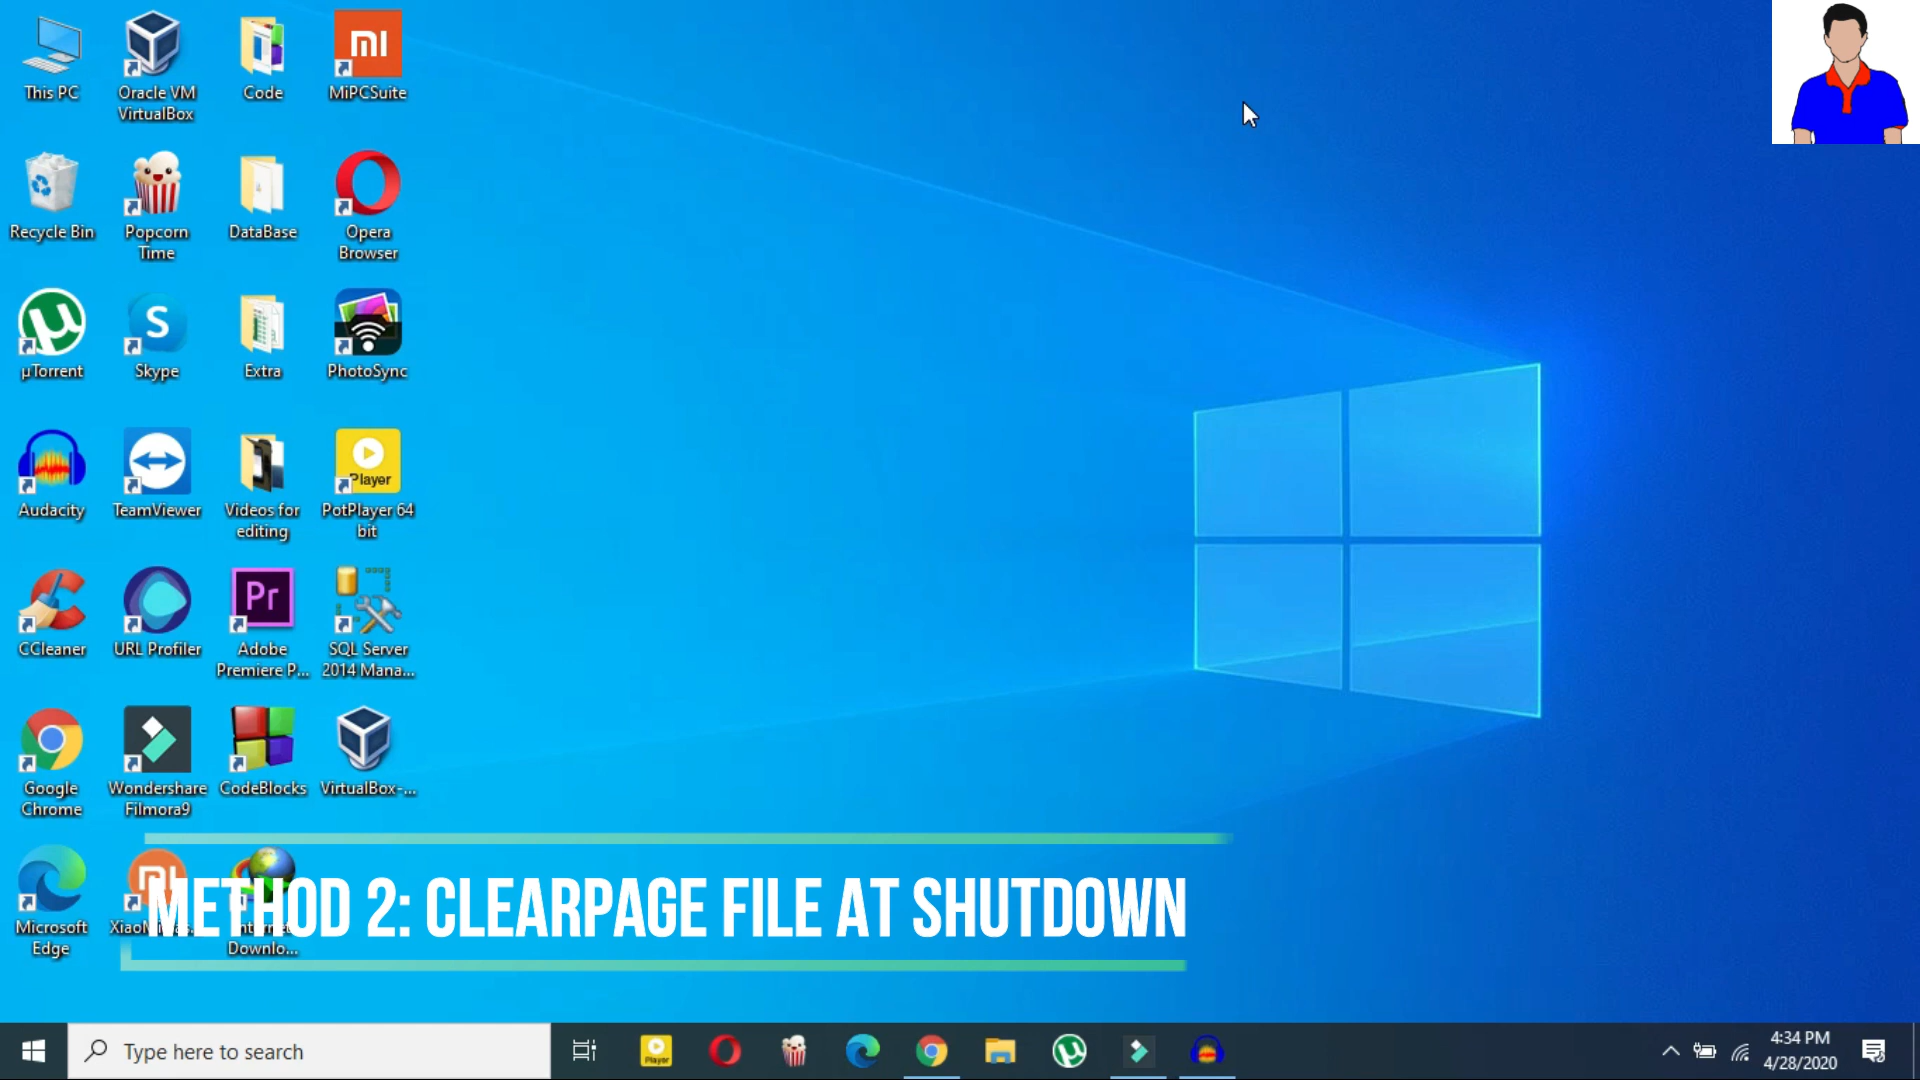 This PC
Oracle VM
VirtualBox
Code
MiPCSuite
Recycle Bin
Popcorn
Time
DataBase
Opera
Browser
µTorrent
Skype
Extra
PhotoSync
Audacity
TeamViewer
Videos for
editing
Player
PotPlayer 64
bit
CCleaner
URL Profiler
Pr
Adobe
Premiere P...
SQL Server
2014 Mana...
Google
Chrome
Wondershare
Filmora9
CodeBlocks
VirtualBox-...
Microsoft
Edge
Downlo...
METHOD 2: CLEARPAGE FILE AT SHUTDOWN
Type here to search
Player
4:34 PM
4/28/2020